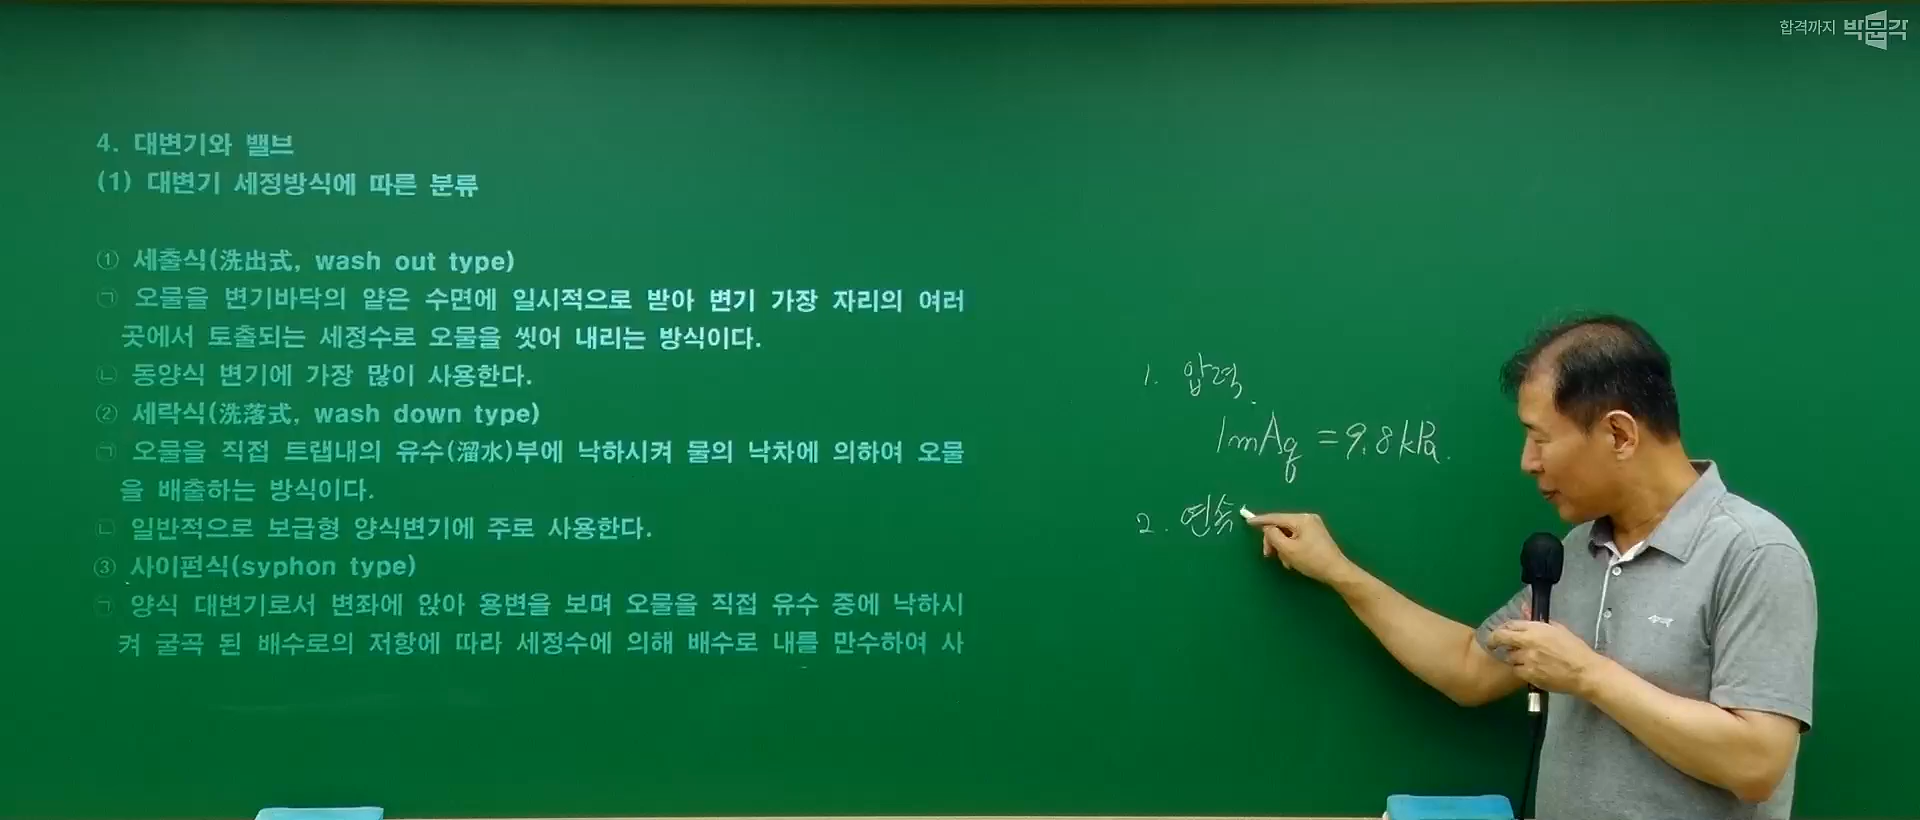 합격까지 박문각
4. 대변기와 밸브
(1) 대변기 세정방식에 따른 분류
① 세출식(洗出式, wash out type)
㉠ 오물을 변기바닥의 얕은 수면에 일시적으로 받아 변기 가장 자리의 여러
곳에서 토출되는 세정수로 오물을 씻어 내리는 방식이다.
㉡ 동양식 변기에 가장 많이 사용한다.
② 세락식(洗落式, wash down type)
㉠ 오물을 직접 트랩내의 유수(溜水)부에 낙하시켜 물의 낙차에 의하여 오물
을 배출하는 방식이다.
㉡ 일반적으로 보급형 양식변기에 주로 사용한다.
③ 사이펀식(syphon type)
㉠ 양식 대변기로서 변좌에 앉아 용변을 보며 오물을 직접 유수 중에 낙하시
켜 굴곡 된 배수로의 저항에 따라 세정수에 의해 배수로 내를 만수하여 사
1. 압력.
1mAq = 9.8kPa.
2. 연속